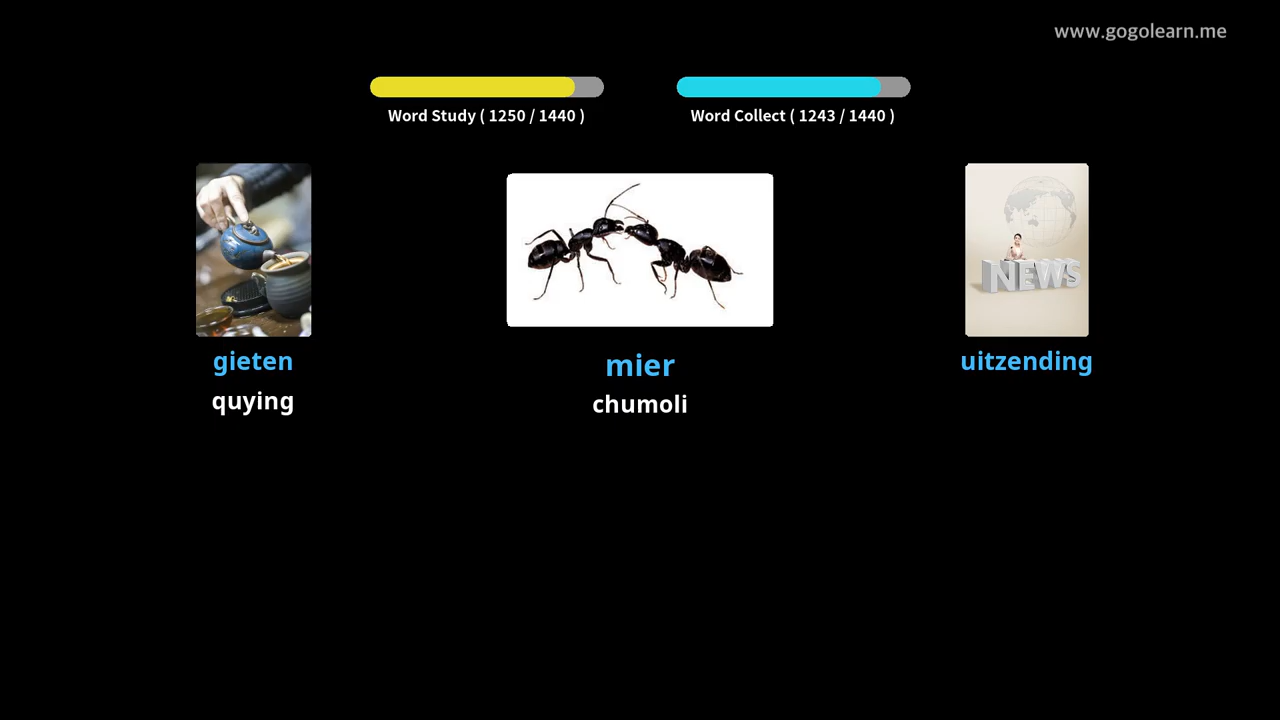 www.gogolearn.me
Word Study ( 1250 / 1440 )
Word Collect ( 1243 / 1440 )
NEWS
gieten
mier
uitzending
quying
chumoli